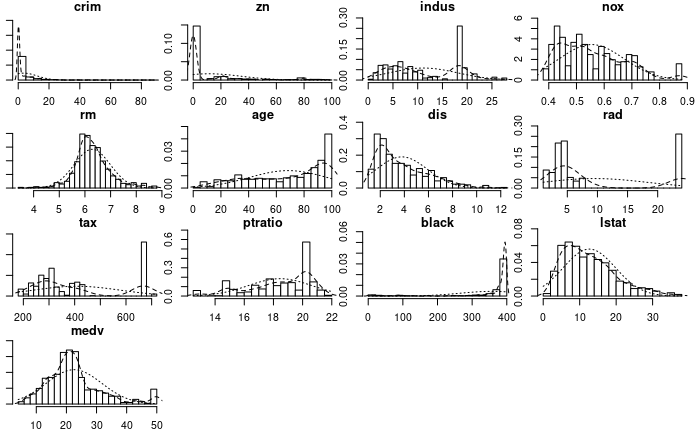 crim zn indus nox
0.00 0.10 0.00 0.15 0.30 0 2 4 6
0 20 40 60 80 0 20 40 60 80 100 0 5 10 15 20 25 0.4 0.5 0.6 0.7 0.8 0.9
rm age dis rad
0.00 0.03 0.0 0.2 0.4 0.00 0.15 0.30
4 5 6 7 8 9 0 20 40 60 80 100 2 4 6 8 10 12 5 10 15 20
tax ptratio black lstat
0.0 0.3 0.6 0.00 0.03 0.06 0.00 0.04 0.08
200 400 600 14 16 18 20 22 0 100 200 300 400 0 10 20 30
medv
10 20 30 40 50